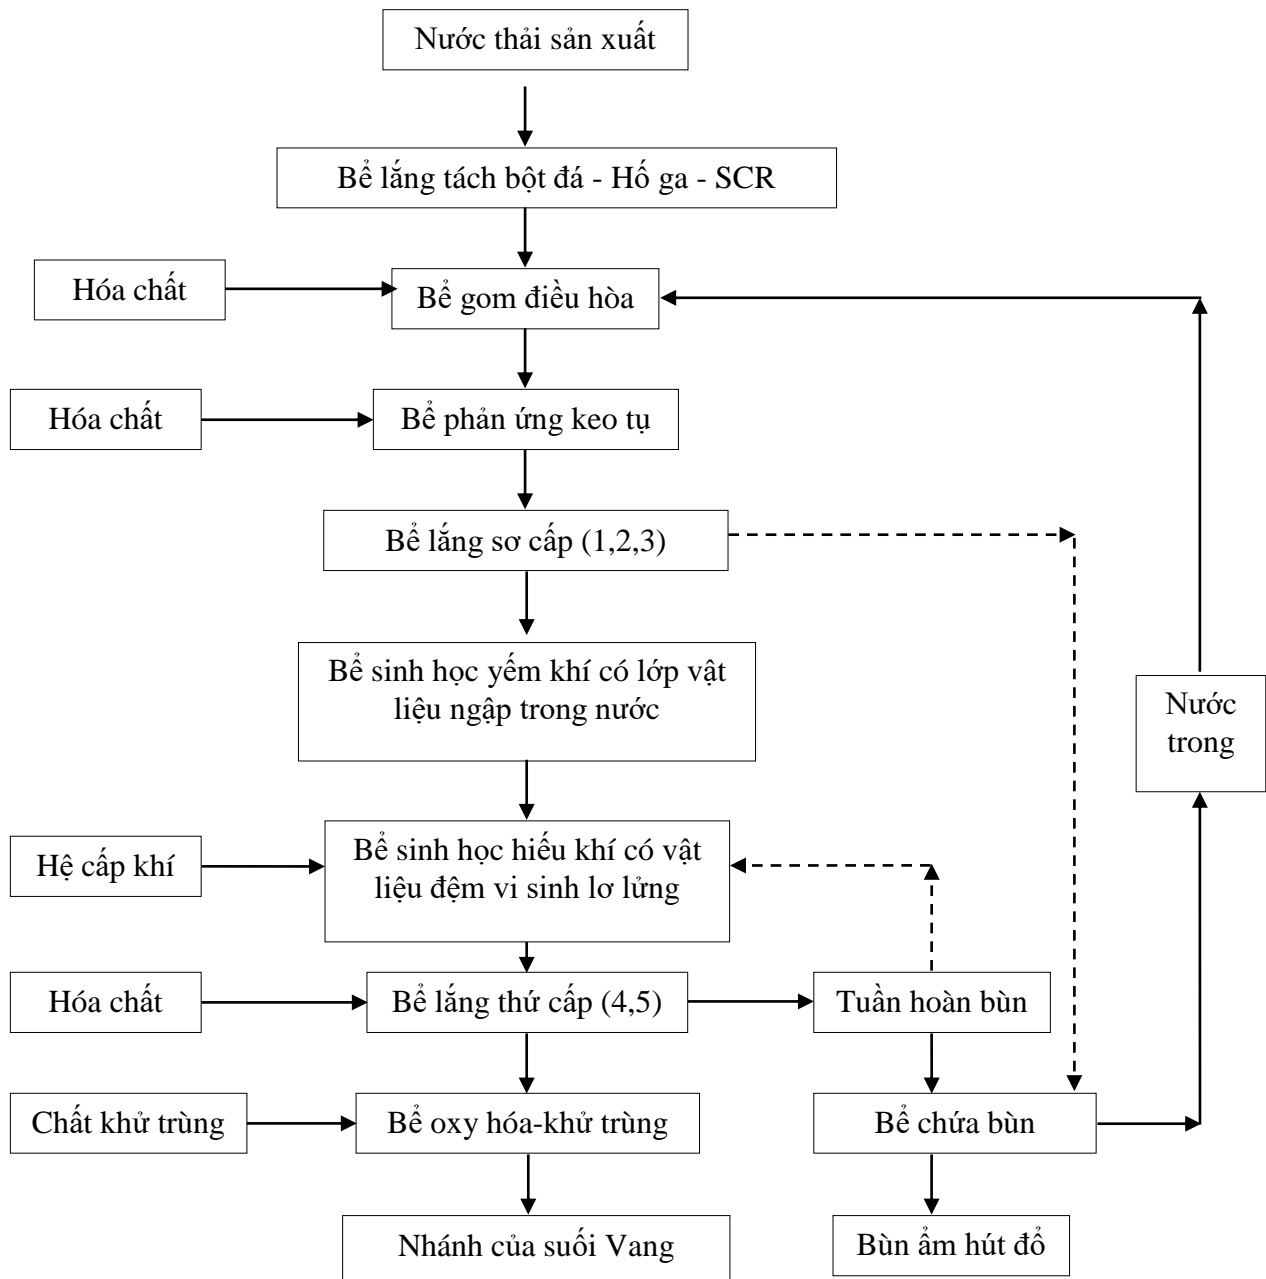 Nước thải sản xuất
Bể lắng tách bột đá - Hố ga - SCR
Hóa chất
Bể gom điều hòa
Hóa chất
Bể phản ứng keo tụ
Bể lắng sơ cấp (1,2,3)
Bể sinh học yếm khí có lớp vật
liệu ngập trong nước
Nước
trong
Hệ cấp khí
Bể sinh học hiếu khí có vật
liệu đệm vi sinh lơ lửng
Hóa chất
Bể lắng thứ cấp (4,5)
Tuần hoàn bùn
Chất khử trùng
Bể oxy hóa-khử trùng
Bể chứa bùn
Nhánh của suối Vang
Bùn ẩm hút đổ